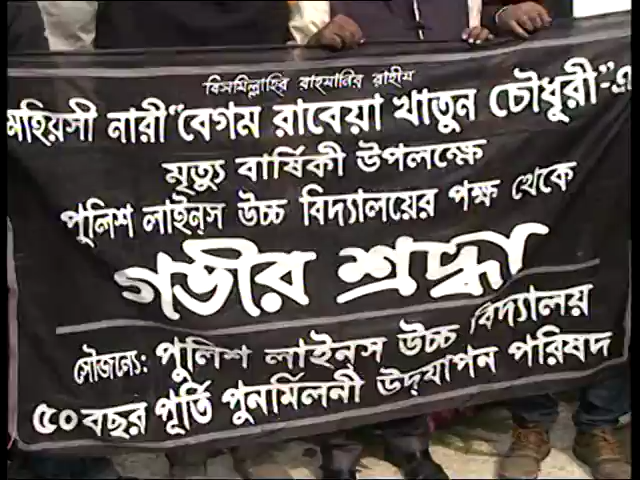 বিসমিল্লাহির রাহমানির রাহীম
মহিয়সী নারী "বেগম রাবেয়া খাতুন চৌধূরী"-এ
মৃত্যু বার্ষিকী উপলক্ষে
পুলিশ লাইন্স উচ্চ বিদ্যালয়ের পক্ষ থেকে
গভীর শ্রদ্ধা
সৌজন্যে: পুলিশ লাইন্স উচ্চ বিদ্যালয়
৫০ বছর পূর্তি পুনর্মিলনী উদ্‌যাপন পরিষদ